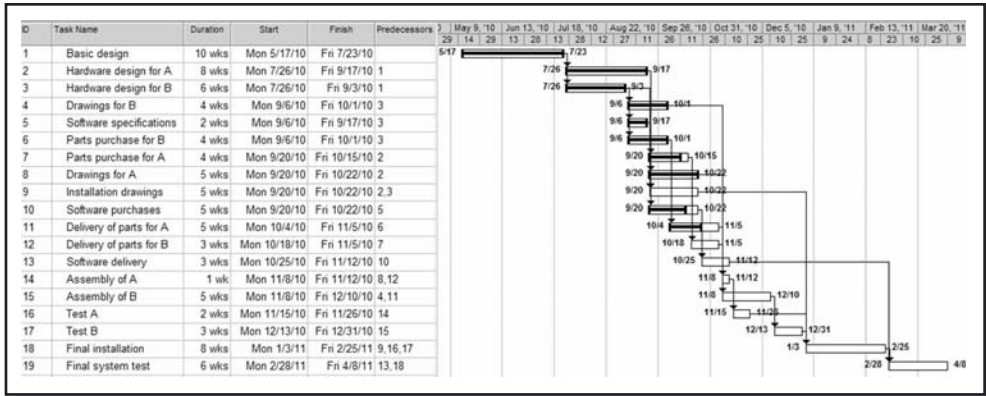 ID Task Name Duration Start Finish Predecessors May 9, '10 Jun 13, '10 Jul 18, '10 Aug 22, '10 Sep 26, '10 Oct 31, '10 Dec 5, '10 Jan 9, '11 Feb 13, '11 Mar 20, '11
29 14 29 13 28 13 28 12 27 11 26 11 26 10 25 10 25 9 24 8 23 8 25 9
1 Basic design 10 wks Mon 5/17/10 Fri 7/23/10 5/17 7/23
2 Hardware design for A 8 wks Mon 7/26/10 Fri 9/17/10 1 7/26 9/17
3 Hardware design for B 6 wks Mon 7/26/10 Fri 9/3/10 1 7/26 9/3
4 Drawings for B 4 wks Mon 9/6/10 Fri 10/1/10 3 9/6 10/1
5 Software specifications 2 wks Mon 9/6/10 Fri 9/17/10 3 9/6 9/17
6 Parts purchase for B 4 wks Mon 9/6/10 Fri 10/1/10 3 9/6 10/1
7 Parts purchase for A 4 wks Mon 9/20/10 Fri 10/15/10 2 9/20 10/15
8 Drawings for A 5 wks Mon 9/20/10 Fri 10/22/10 2 9/20 10/22
9 Installation drawings 5 wks Mon 9/20/10 Fri 10/22/10 2,3 9/20 10/22
10 Software purchases 5 wks Mon 9/20/10 Fri 10/22/10 5 9/20 10/22
11 Delivery of parts for A 5 wks Mon 10/4/10 Fri 11/5/10 6 10/4 11/5
12 Delivery of parts for B 3 wks Mon 10/18/10 Fri 11/5/10 7 10/18 11/5
13 Software delivery 3 wks Mon 10/25/10 Fri 11/12/10 10 10/25 11/12
14 Assembly of A 1 wk Mon 11/8/10 Fri 11/12/10 8,12 11/8 11/12
15 Assembly of B 5 wks Mon 11/8/10 Fri 12/10/10 4,11 11/8 12/10
16 Test A 2 wks Mon 11/15/10 Fri 11/26/10 14 11/15 11/26
17 Test B 3 wks Mon 12/13/10 Fri 12/31/10 15 12/13 12/31
18 Final installation 8 wks Mon 1/3/11 Fri 2/25/11 9,16,17 1/3 2/25
19 Final system test 6 wks Mon 2/28/11 Fri 4/8/11 13,18 2/28 4/8